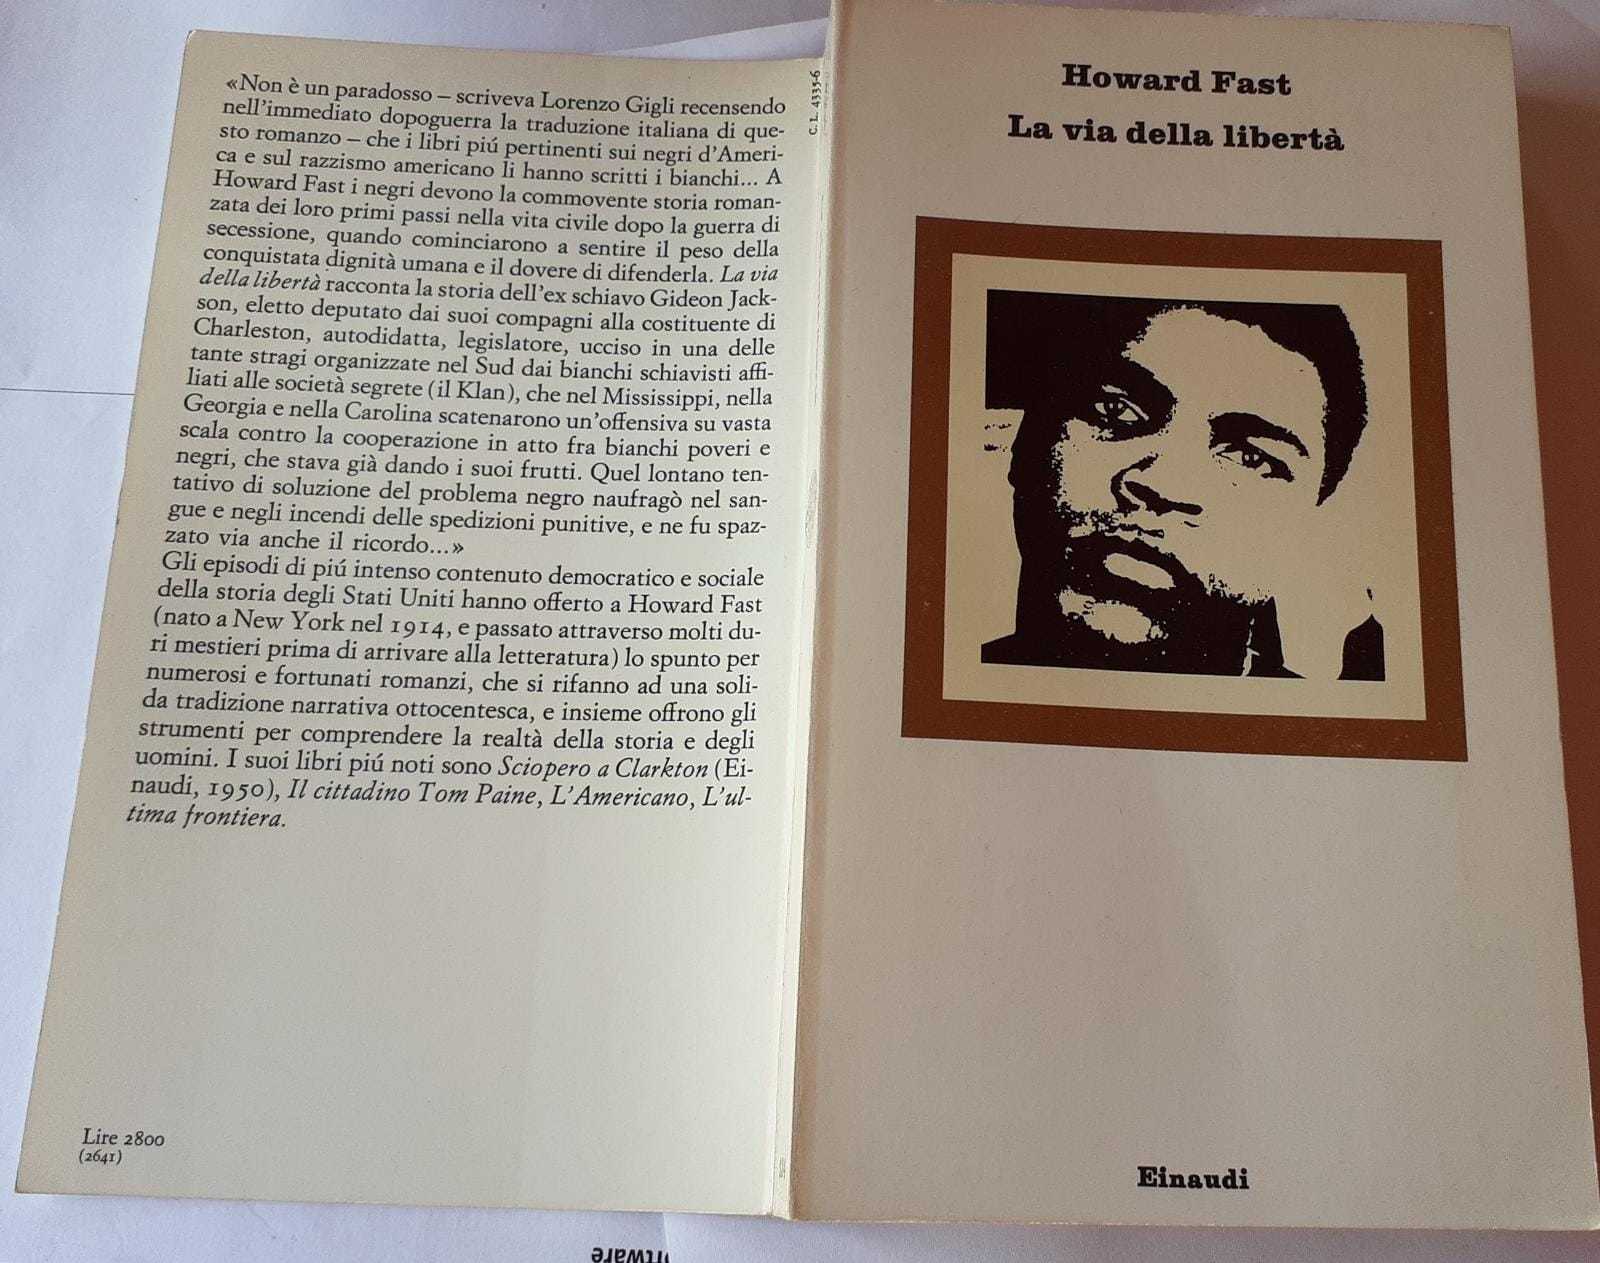 «Non è un paradosso – scriveva Lorenzo Gigli recensendo
nell'immediato dopoguerra la traduzione italiana di que-
sto romanzo – che i libri piú pertinenti sui negri d'Ameri-
ca e sul razzismo americano li hanno scritti i bianchi... A
Howard Fast i negri devono la commovente storia roman-
zata dei loro primi passi nella vita civile dopo la guerra di
secessione, quando cominciarono a sentire il peso della
conquistata dignità umana e il dovere di difenderla. La via
della libertà racconta la storia dell'ex schiavo Gideon Jack-
son, eletto deputato dai suoi compagni alla costituente di
Charleston, autodidatta, legislatore, ucciso in una delle
tante stragi organizzate nel Sud dai bianchi schiavisti affi-
liati alle società segrete (il Klan), che nel Mississippi, nella
Georgia e nella Carolina scatenarono un'offensiva su vasta
scala contro la cooperazione in atto fra bianchi poveri e
negri, che stava già dando i suoi frutti. Quel lontano ten-
tativo di soluzione del problema negro naufragò nel san-
gue e negli incendi delle spedizioni punitive, e ne fu spaz-
zato via anche il ricordo...»
Gli episodi di piú intenso contenuto democratico e sociale
della storia degli Stati Uniti hanno offerto a Howard Fast
(nato a New York nel 1914, e passato attraverso molti du-
ri mestieri prima di arrivare alla letteratura) lo spunto per
numerosi e fortunati romanzi, che si rifanno ad una soli-
da tradizione narrativa ottocentesca, e insieme offrono gli
strumenti per comprendere la realtà della storia e degli
uomini. I suoi libri piú noti sono Sciopero a Clarkton (Ei-
naudi, 1950), Il cittadino Tom Paine, L'Americano, L'ul-
tima frontiera.
Lire 2800
(2641)
C. L. 4335-6
Howard Fast
La via della libertà
Einaudi